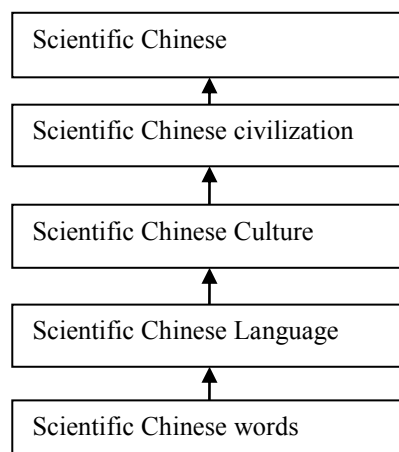 Scientific Chinese
Scientific Chinese civilization
Scientific Chinese Culture
Scientific Chinese Language
Scientific Chinese words